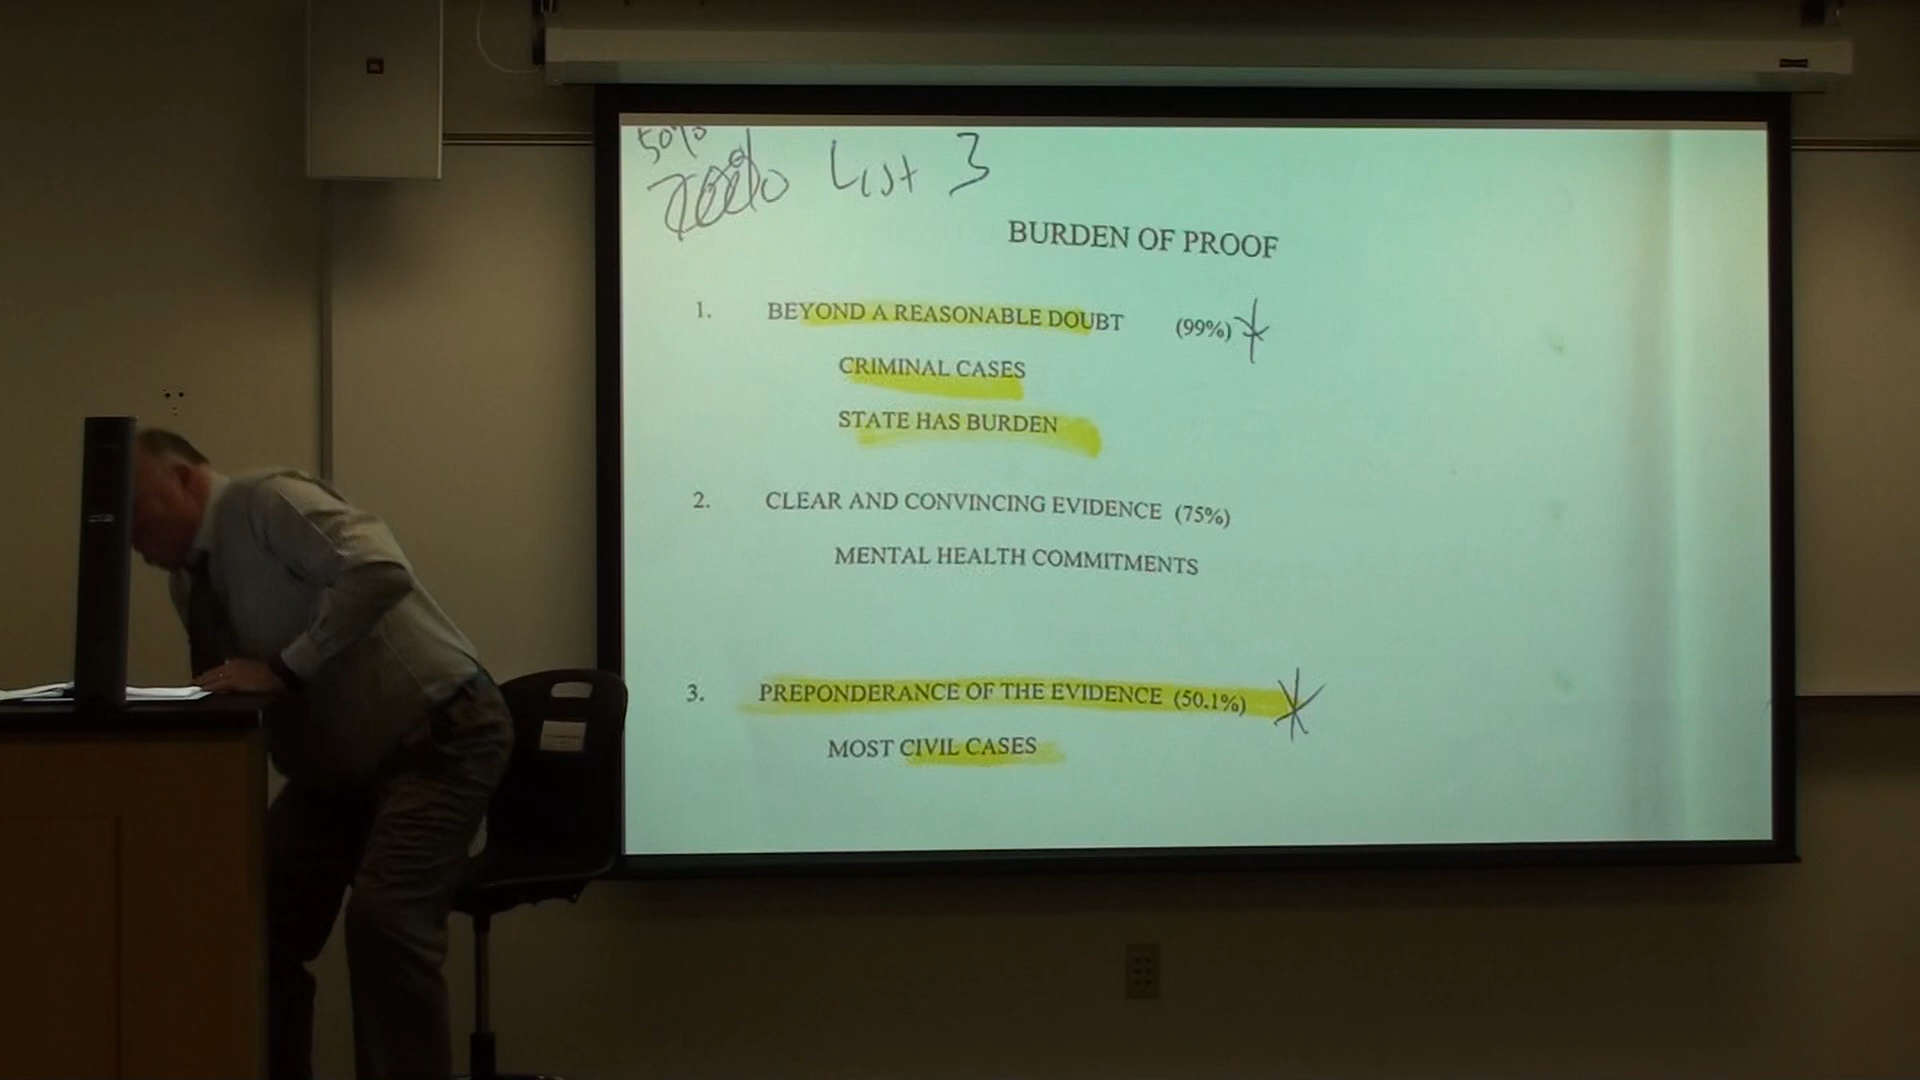 50%
List 3
BURDEN OF PROOF
1. BEYOND A REASONABLE DOUBT (99%)
CRIMINAL CASES
STATE HAS BURDEN
2. CLEAR AND CONVINCING EVIDENCE (75%)
MENTAL HEALTH COMMITMENTS
3. PREPONDERANCE OF THE EVIDENCE (50.1%)
MOST CIVIL CASES